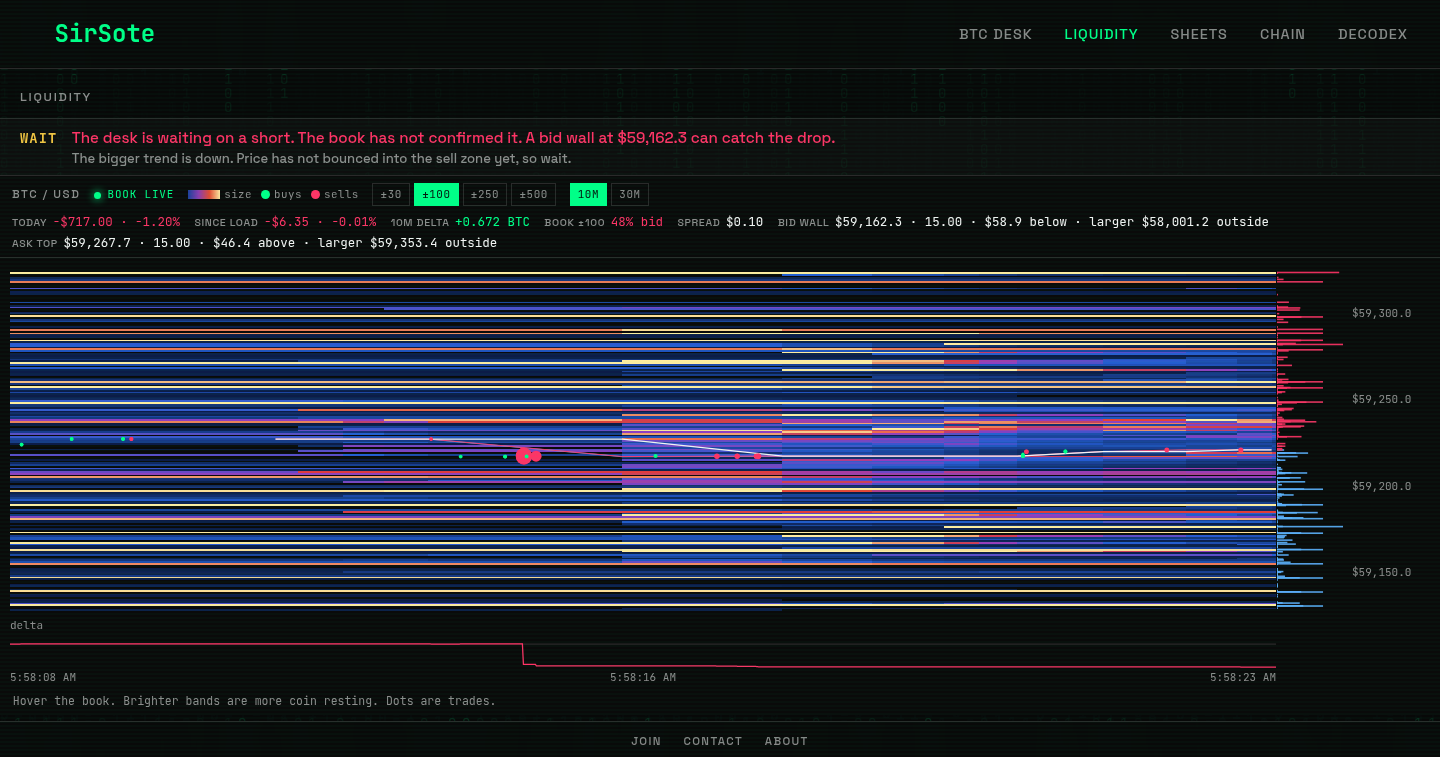 SirSote
BTC DESK LIQUIDITY SHEETS CHAIN DECODEX
LIQUIDITY
WAIT The desk is waiting on a short. The book has not confirmed it. A bid wall at $59,162.3 can catch the drop.
The bigger trend is down. Price has not bounced into the sell zone yet, so wait.
BTC / USD BOOK LIVE size buys sells ±30 ±100 ±250 ±500 10M 30M
TODAY -$717.00 · -1.20% SINCE LOAD -$6.35 · -0.01% 10M DELTA +0.672 BTC BOOK ±100 48% bid SPREAD $0.10 BID WALL $59,162.3 · 15.00 · $58.9 below · larger $58,001.2 outside
ASK TOP $59,267.7 · 15.00 · $46.4 above · larger $59,353.4 outside
$59,300.0
$59,250.0
$59,200.0
$59,150.0
delta
5:58:08 AM 5:58:16 AM 5:58:23 AM
Hover the book. Brighter bands are more coin resting. Dots are trades.
JOIN CONTACT ABOUT